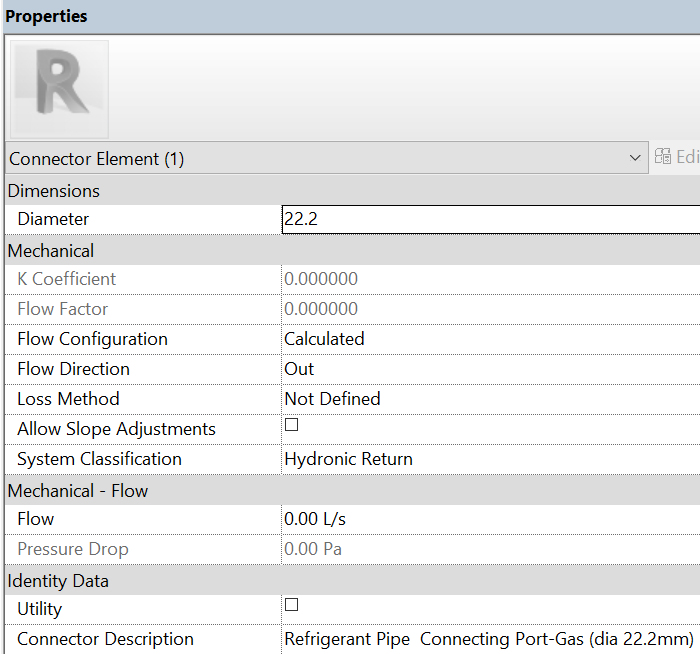 Properties
R
Connector Element (1)
Dimensions
Diameter 22.2
Mechanical
K Coefficient 0.000000
Flow Factor 0.000000
Flow Configuration Calculated
Flow Direction Out
Loss Method Not Defined
Allow Slope Adjustments
System Classification Hydronic Return
Mechanical - Flow
Flow 0.00 L/s
Pressure Drop 0.00 Pa
Identity Data
Utility
Connector Description Refrigerant Pipe  Connecting Port-Gas (dia 22.2mm)